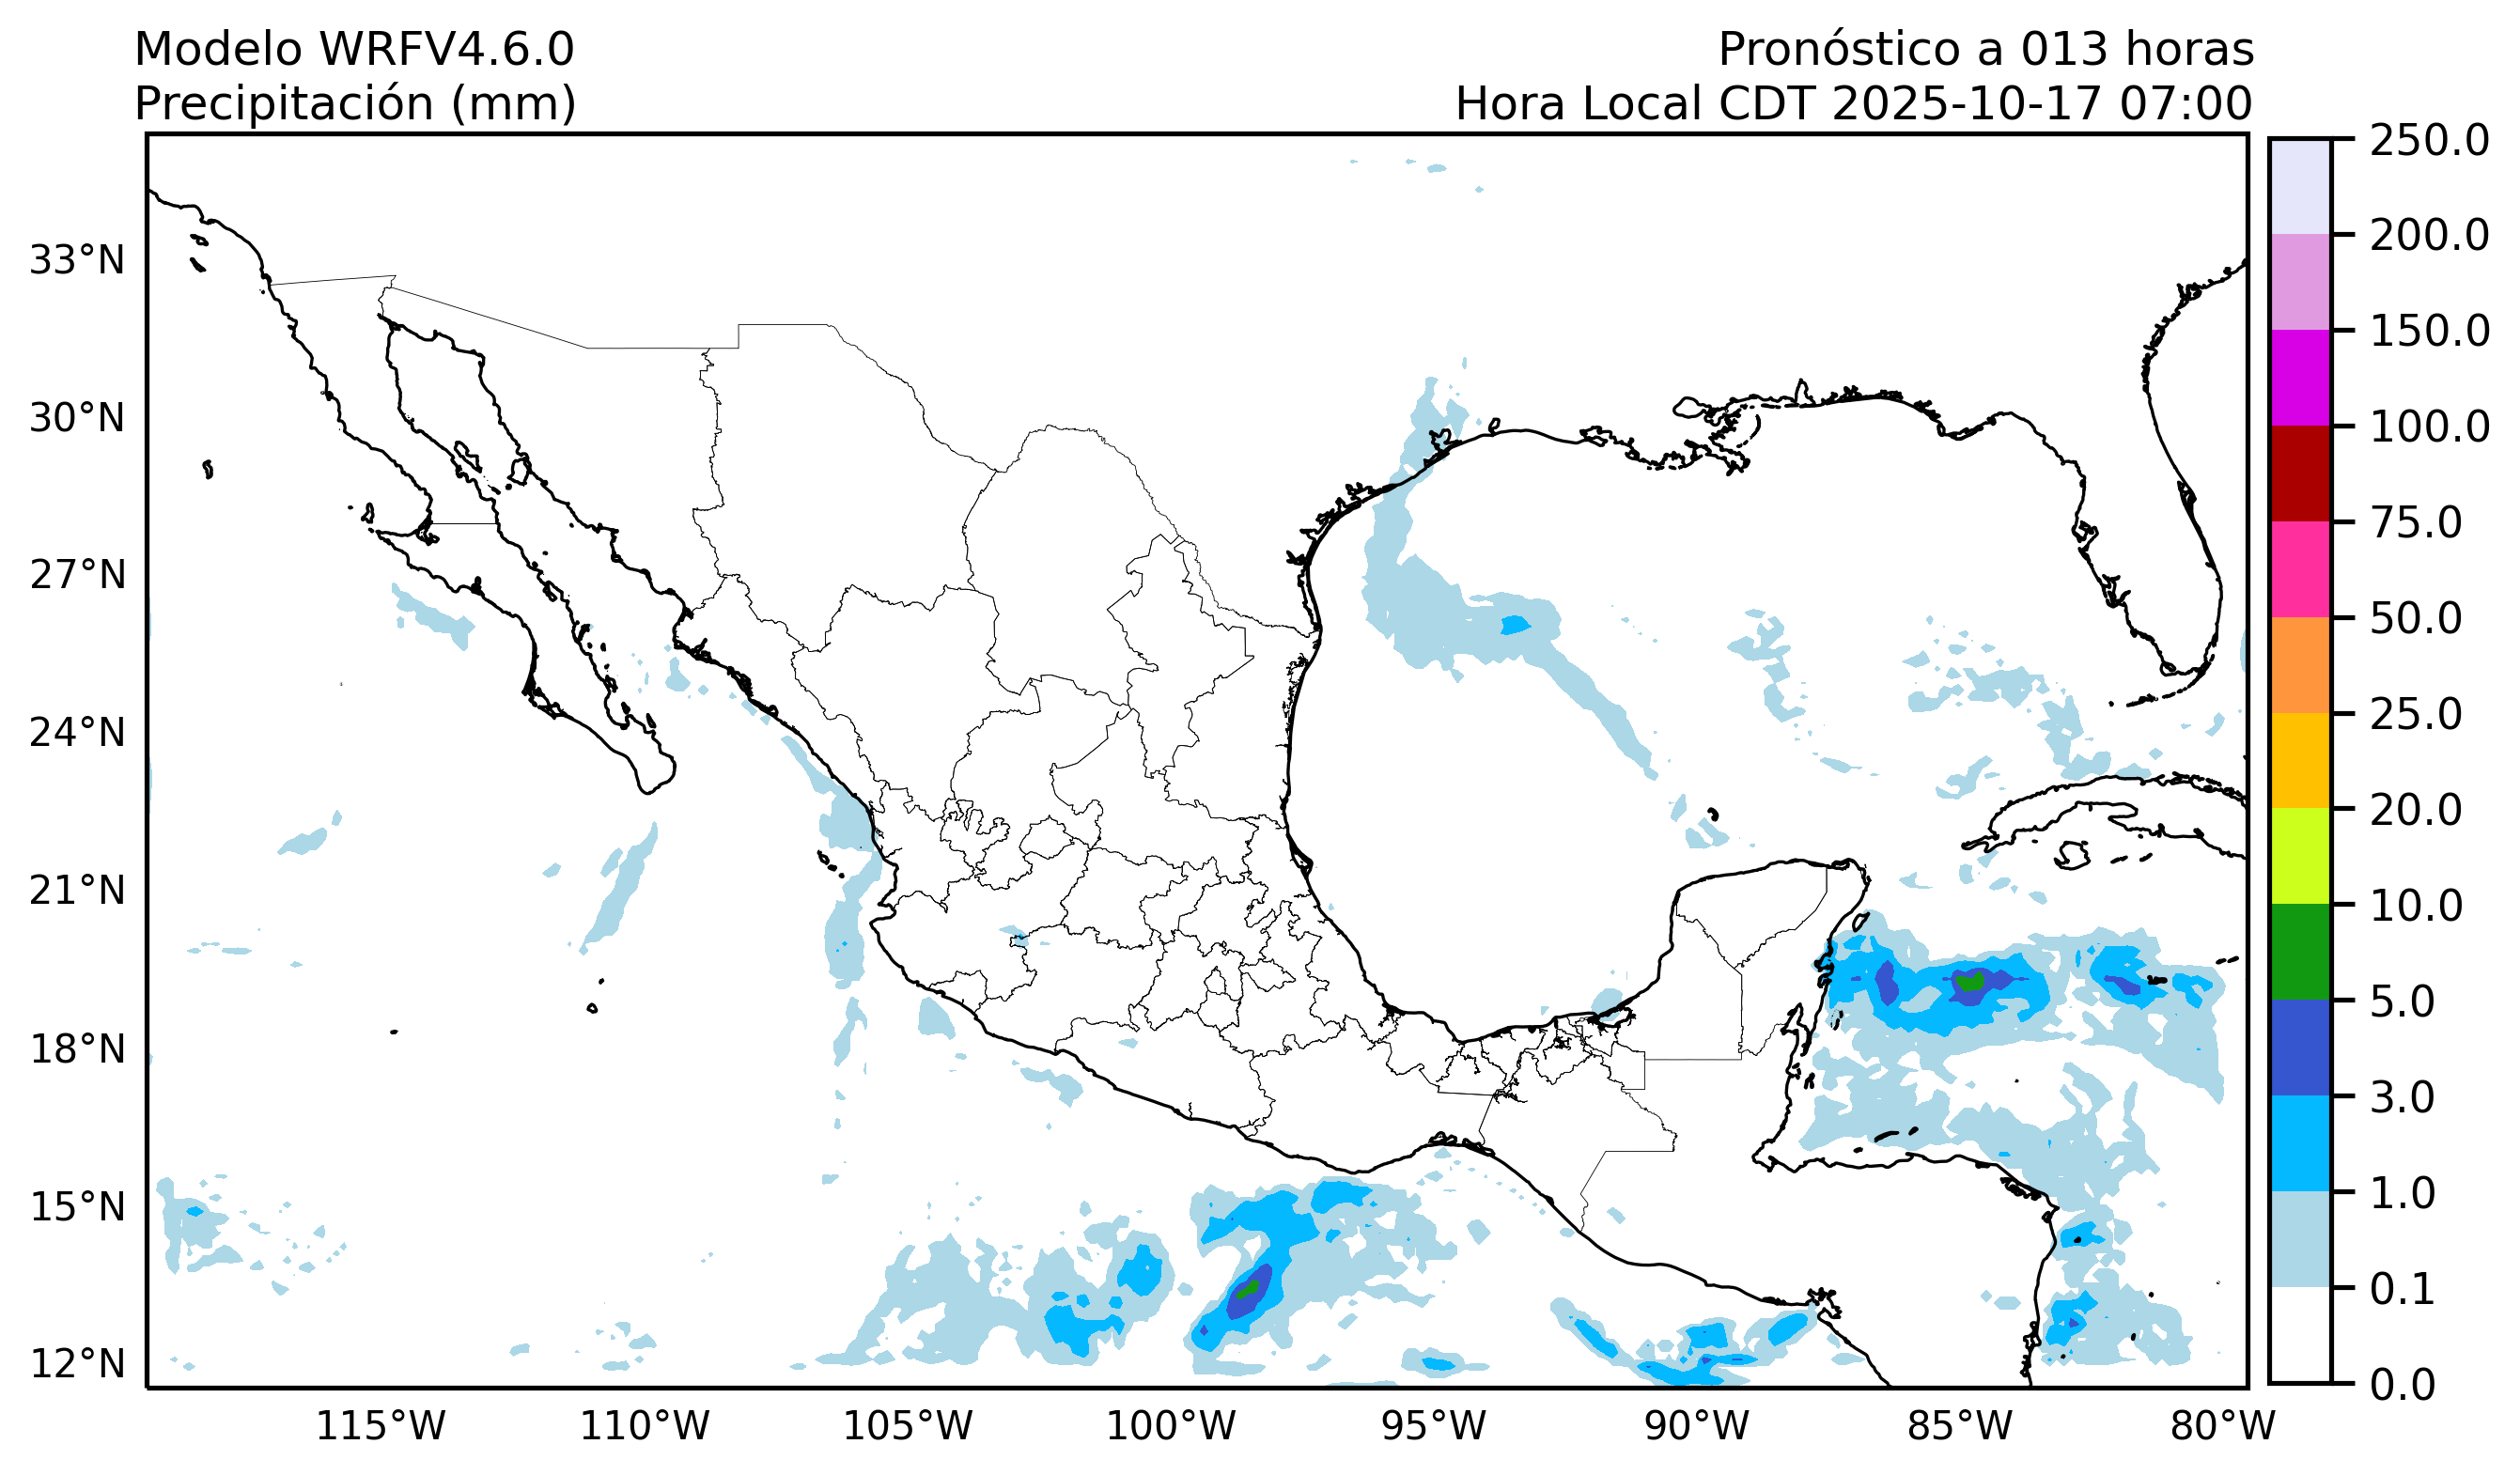 Modelo WRFV4.6.0
Precipitación (mm)
Pronóstico a 013 horas
Hora Local CDT 2025-10-17 07:00
33°N
30°N
27°N
24°N
21°N
18°N
15°N
12°N
115°W
110°W
105°W
100°W
95°W
90°W
85°W
80°W
250.0
200.0
150.0
100.0
75.0
50.0
25.0
20.0
10.0
5.0
3.0
1.0
0.1
0.0